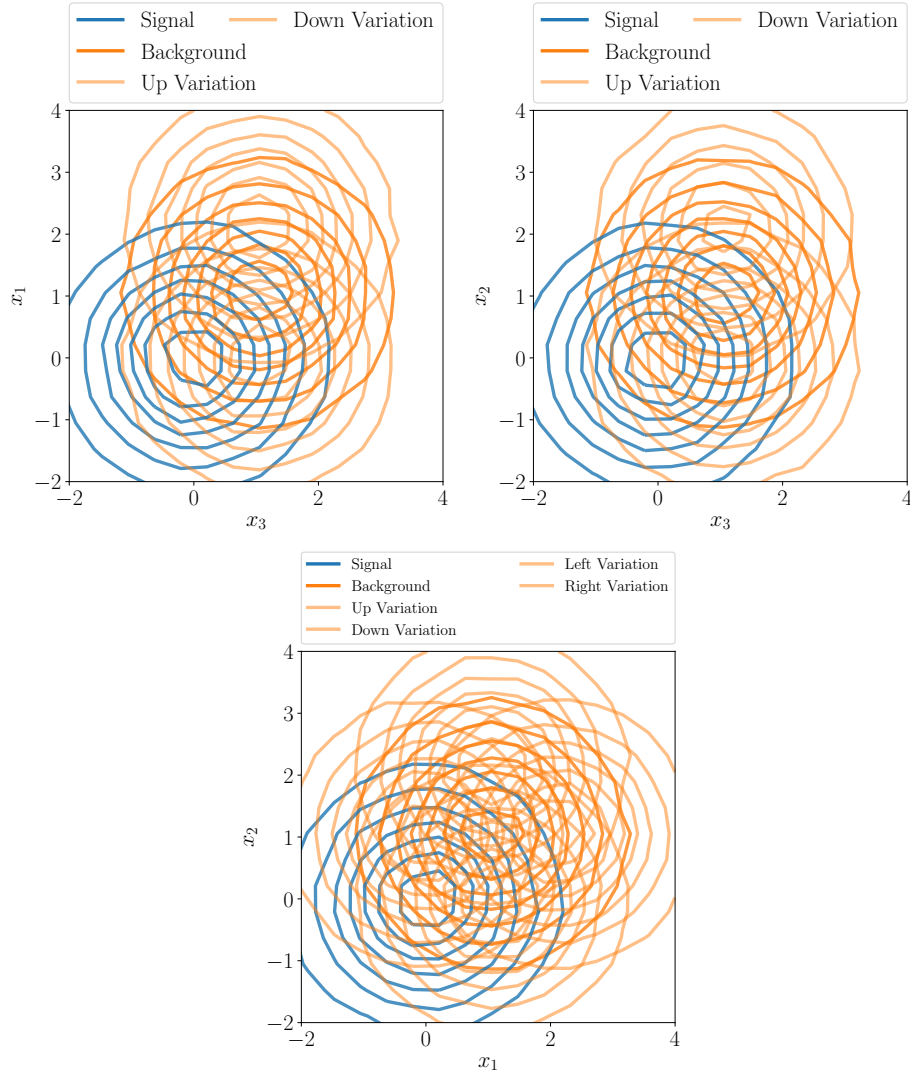 Signal Down Variation
Background
Up Variation
4
3
2
1
0
−1
−2
−2 0 2 4
x₃
x₁
Signal Down Variation
Background
Up Variation
4
3
2
1
0
−1
−2
−2 0 2 4
x₃
x₂
Signal Left Variation
Background Right Variation
Up Variation
Down Variation
4
3
2
1
0
−1
−2
−2 0 2 4
x₁
x₂